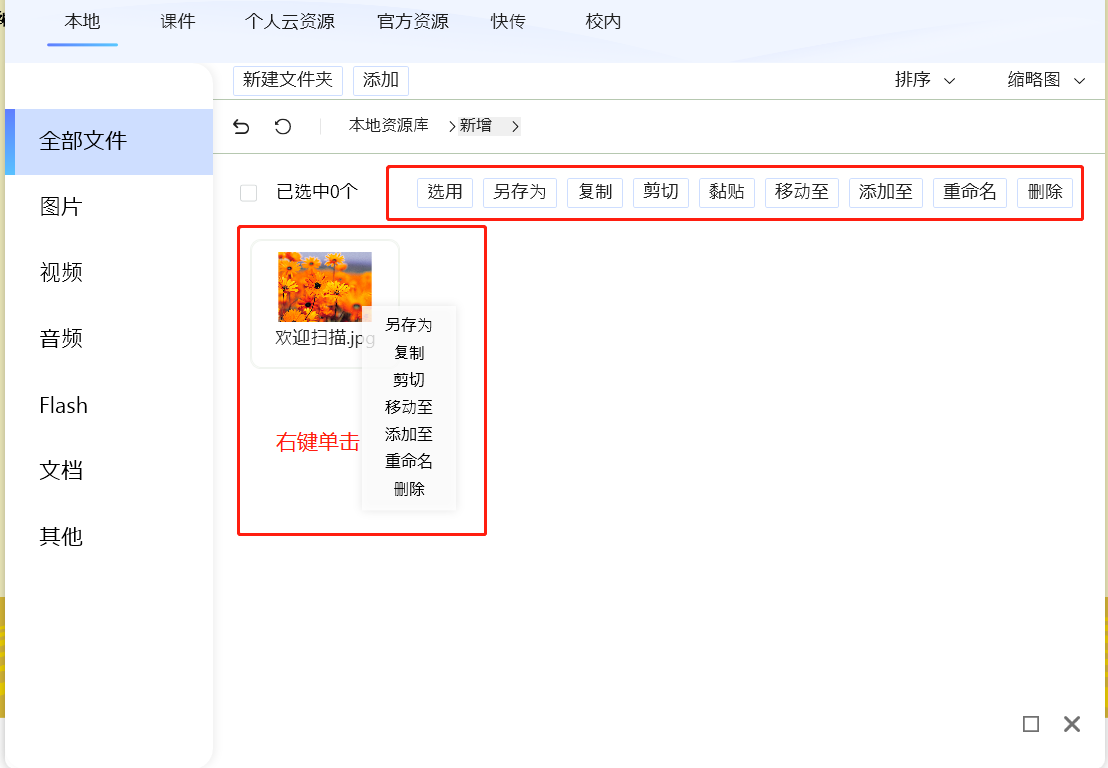 本地 课件 个人云资源 官方资源 快传 校内
新建文件夹 添加 排序 缩略图
全部文件
图片
视频
音频
Flash
文档
其他
本地资源库 新增
已选中0个 选用 另存为 复制 剪切 黏贴 移动至 添加至 重命名 删除
欢迎扫描.jpg
右键单击
另存为
复制
剪切
移动至
添加至
重命名
删除